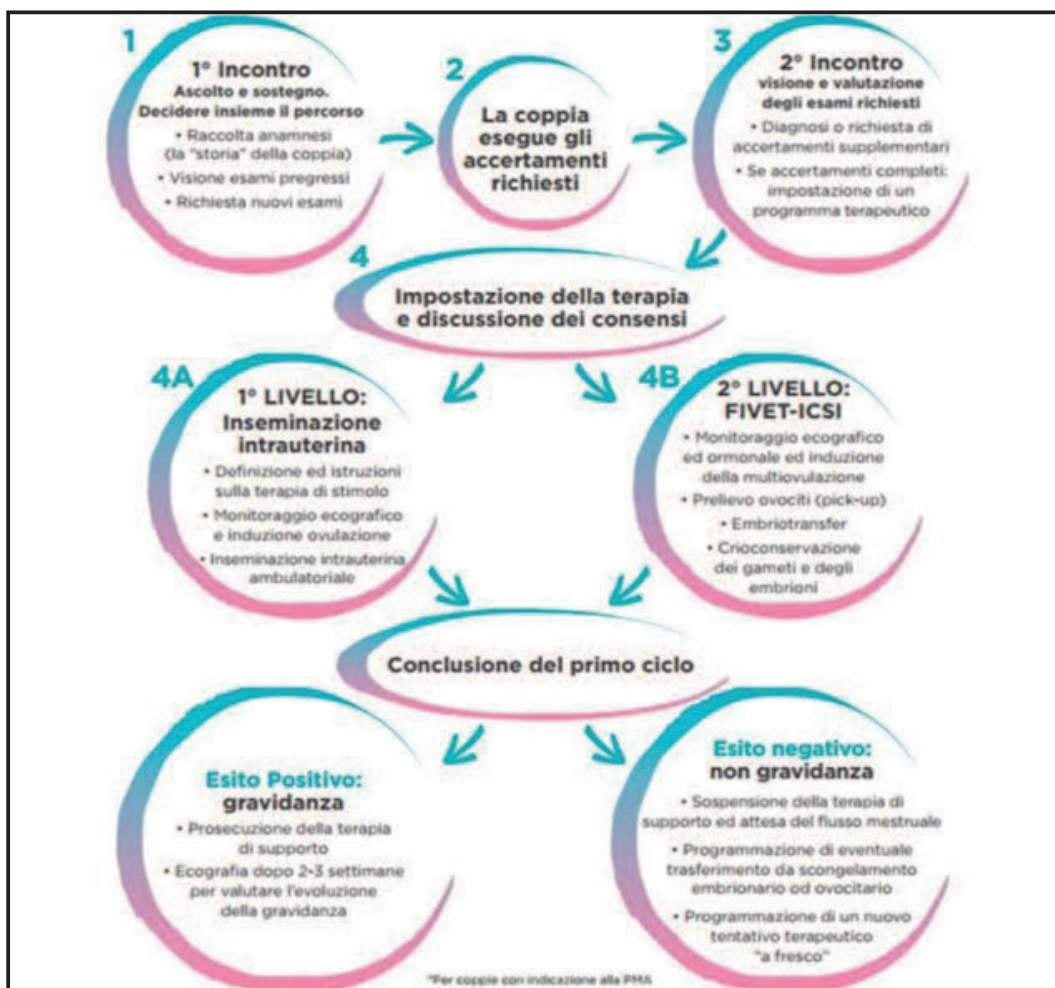 1
1° Incontro
Ascolto e sostegno.
Decidere insieme il percorso
• Raccolta anamnesi
(la "storia" della coppia)
• Visione esami pregressi
• Richiesta nuovi esami
2
La coppia
esegue gli
accertamenti
richiesti
3
2° Incontro
visione e valutazione
degli esami richiesti
• Diagnosi o richiesta di
accertamenti supplementari
• Se accertamenti completi:
impostazione di un
programma terapeutico
4
Impostazione della terapia
e discussione dei consensi
4A
1° LIVELLO:
Inseminazione
intrauterina
• Definizione ed istruzioni
sulla terapia di stimolo
• Monitoraggio ecografico
e induzione ovulazione
• Inseminazione intrauterina
ambulatoriale
4B
2° LIVELLO:
FIVET-ICSI
• Monitoraggio ecografico
ed ormonale ed induzione
della multiovulazione
• Prelievo ovociti (pick-up)
• Embriotransfer
• Crioconservazione
dei gameti e degli
embrioni
Conclusione del primo ciclo
Esito Positivo:
gravidanza
• Prosecuzione della terapia
di supporto
• Ecografia dopo 2-3 settimane
per valutare l'evoluzione
della gravidanza
Esito negativo:
non gravidanza
• Sospensione della terapia di
supporto ed attesa del flusso mestruale
• Programmazione di eventuale
trasferimento da scongelamento
embrionario od ovocitario
• Programmazione di un nuovo
tentativo terapeutico
"a fresco"
*Per coppie con indicazione alla PMA